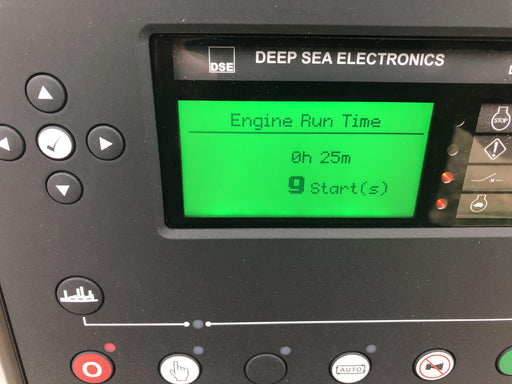 DSE
DEEP SEA ELECTRONICS
Engine Run Time
0h 25m
9 Start(s)
STOP
AUTO